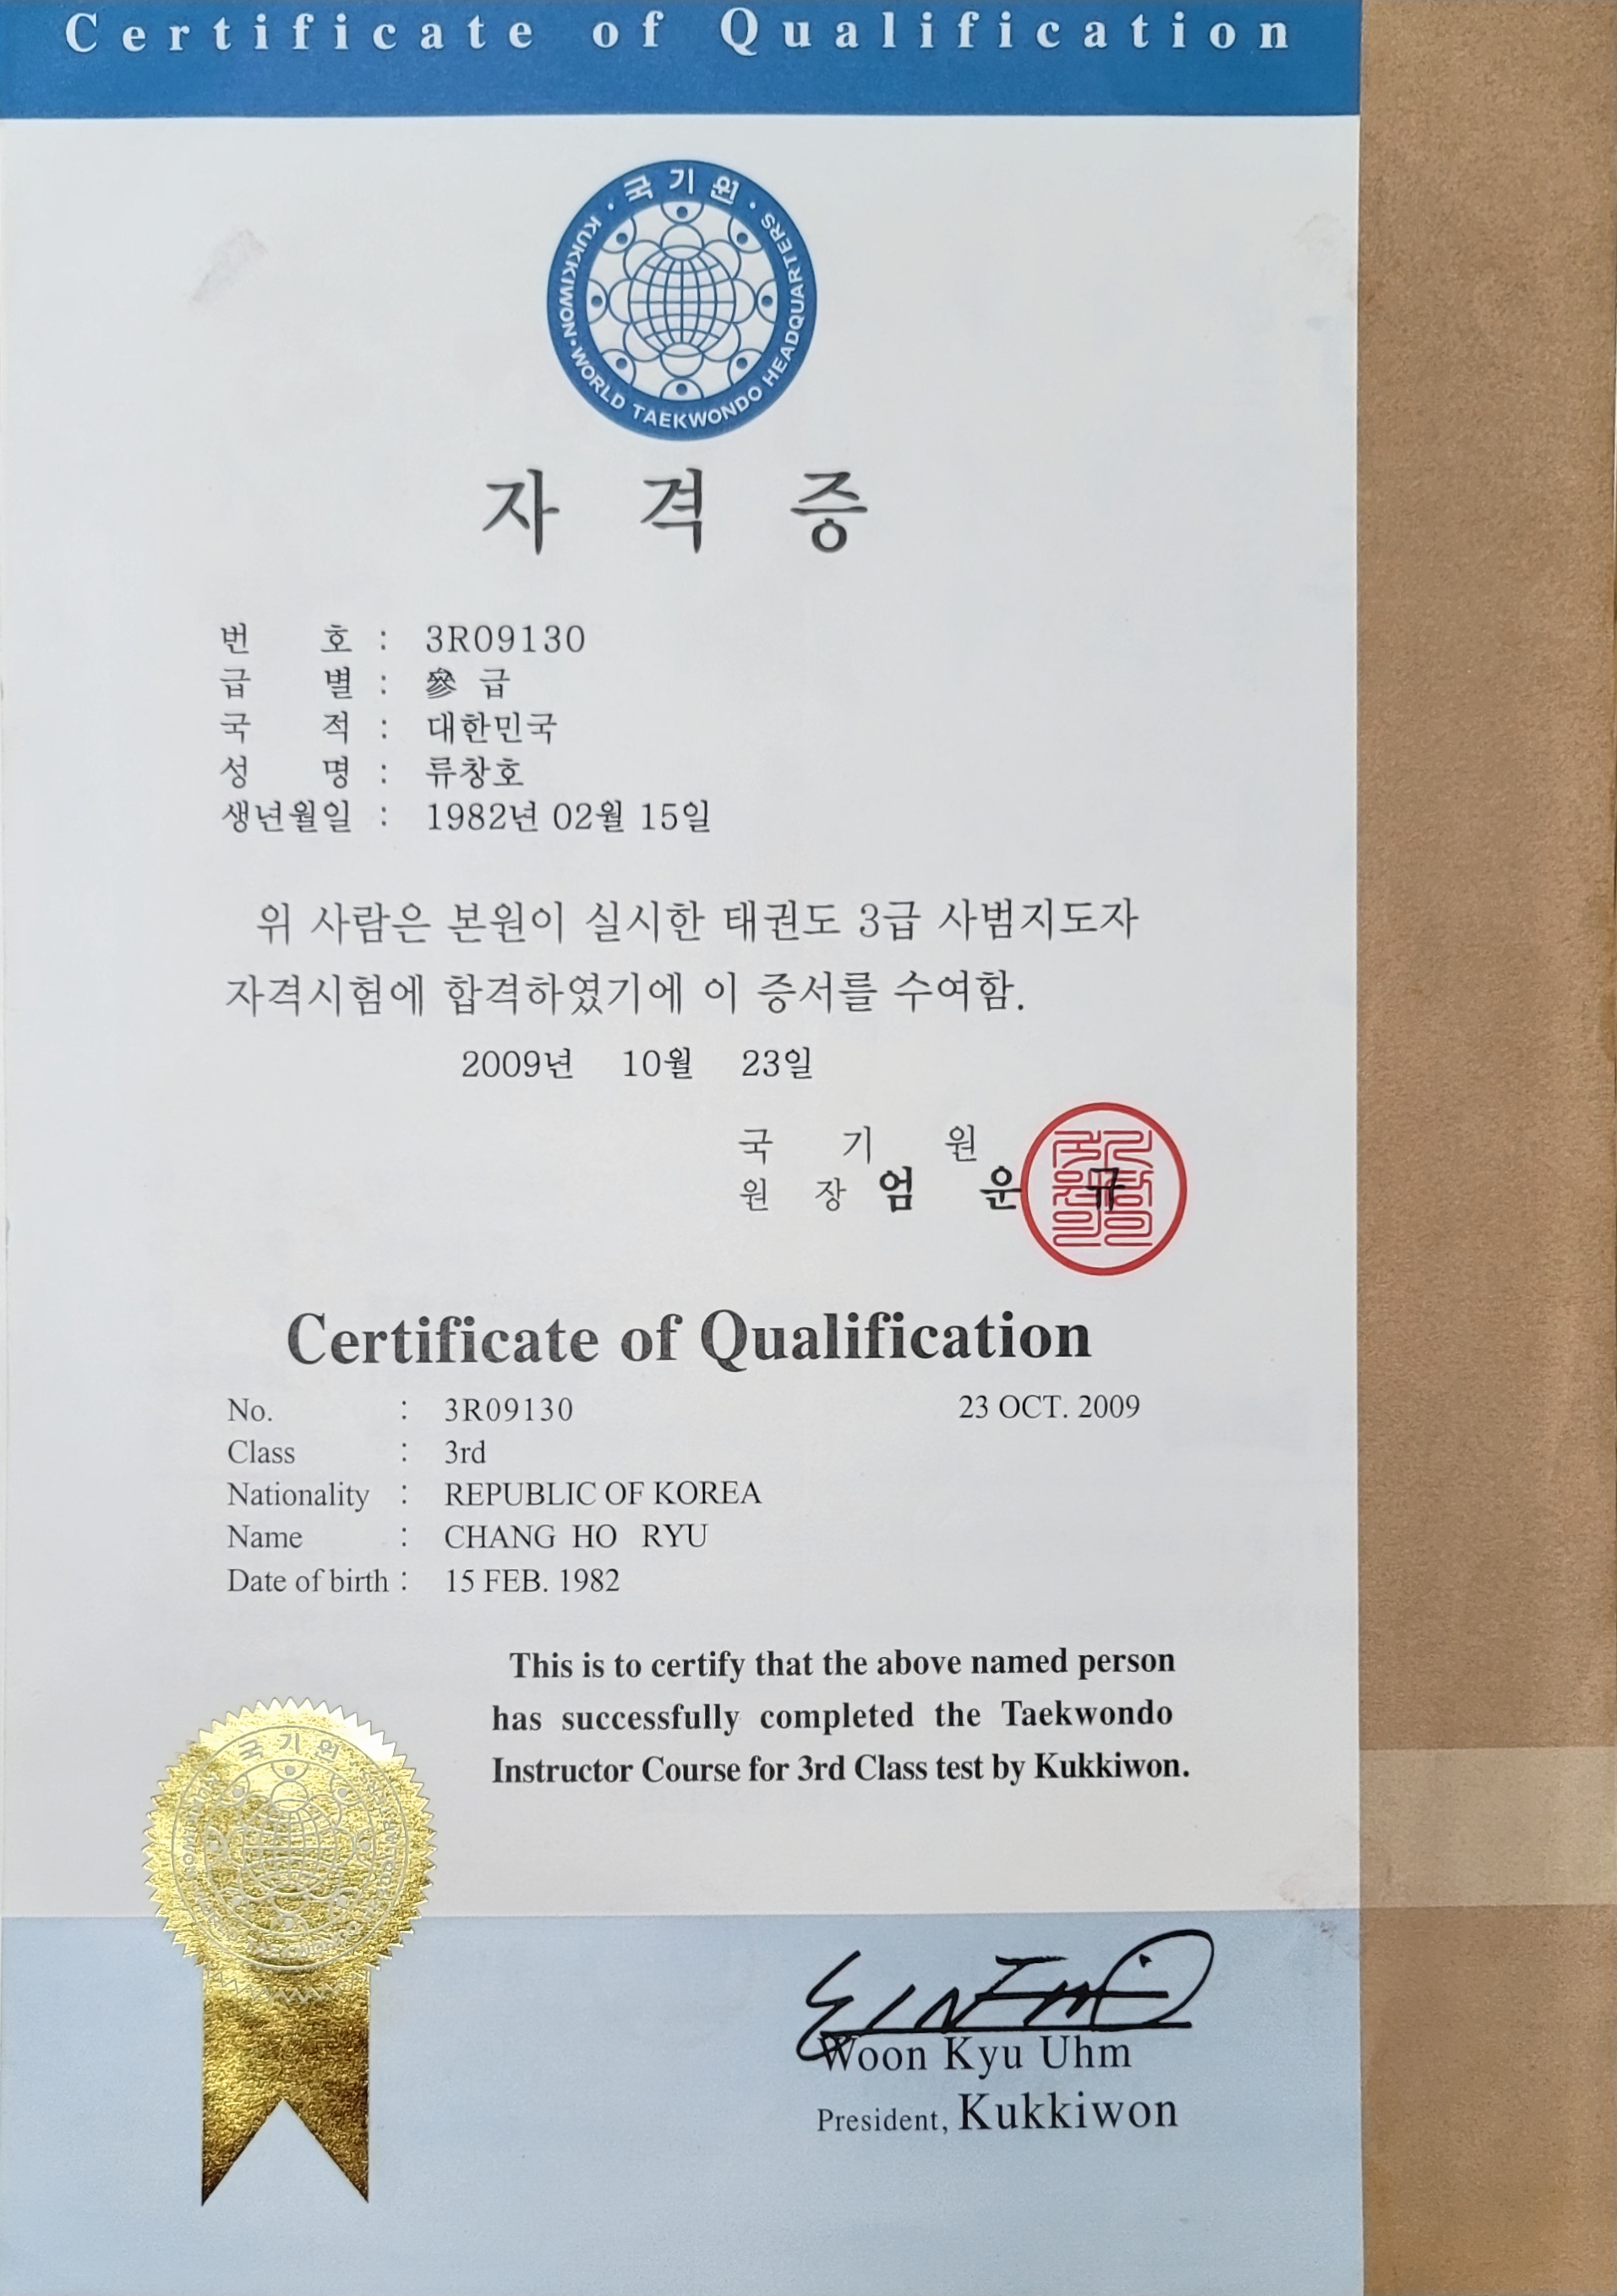 Certificate of Qualification
· 국기원 ·
KUKKIWON · WORLD TAEKWONDO HEADQUARTERS
자 격 증
번 호 : 3R09130
급 별 : 參 급
국 적 : 대한민국
성 명 : 류창호
생년월일 : 1982년 02월 15일
위 사람은 본원이 실시한 태권도 3급 사범지도자
자격시험에 합격하였기에 이 증서를 수여함.
2009년 10월 23일
국 기 원
원 장 엄 운 규
Certificate of Qualification
No. : 3R09130 23 OCT. 2009
Class : 3rd
Nationality : REPUBLIC OF KOREA
Name : CHANG HO RYU
Date of birth : 15 FEB. 1982
This is to certify that the above named person
has successfully completed the Taekwondo
Instructor Course for 3rd Class test by Kukkiwon.
국기원
Woon Kyu Uhm
President, Kukkiwon